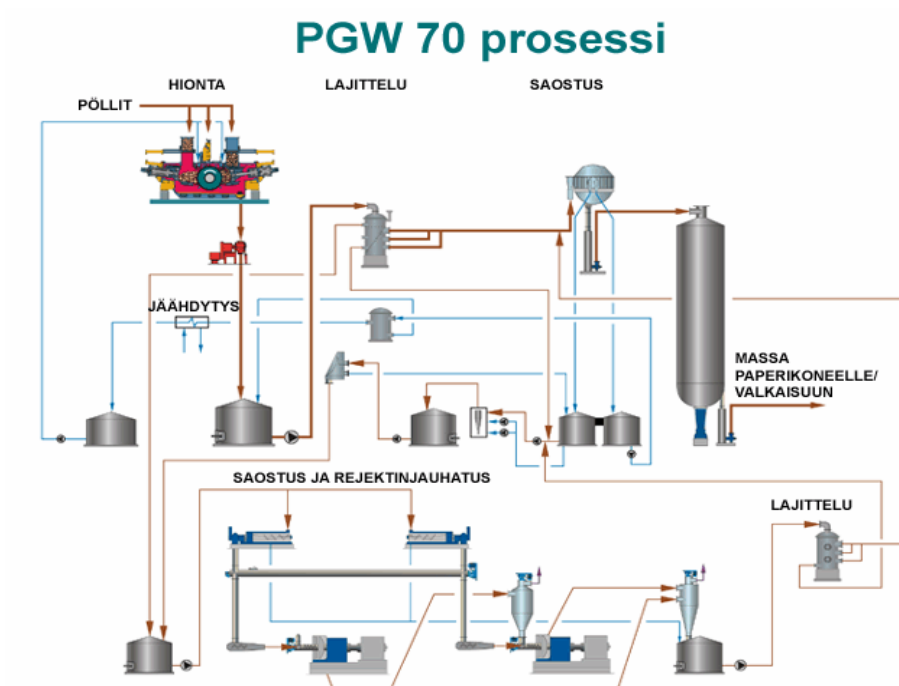 PGW 70 prosessi
HIONTA
LAJITTELU
SAOSTUS
PÖLLIT
JÄÄHDYTYS
MASSA
PAPERIKONEELLE/
VALKAISUUN
SAOSTUS JA REJEKTINJAUHATUS
LAJITTELU